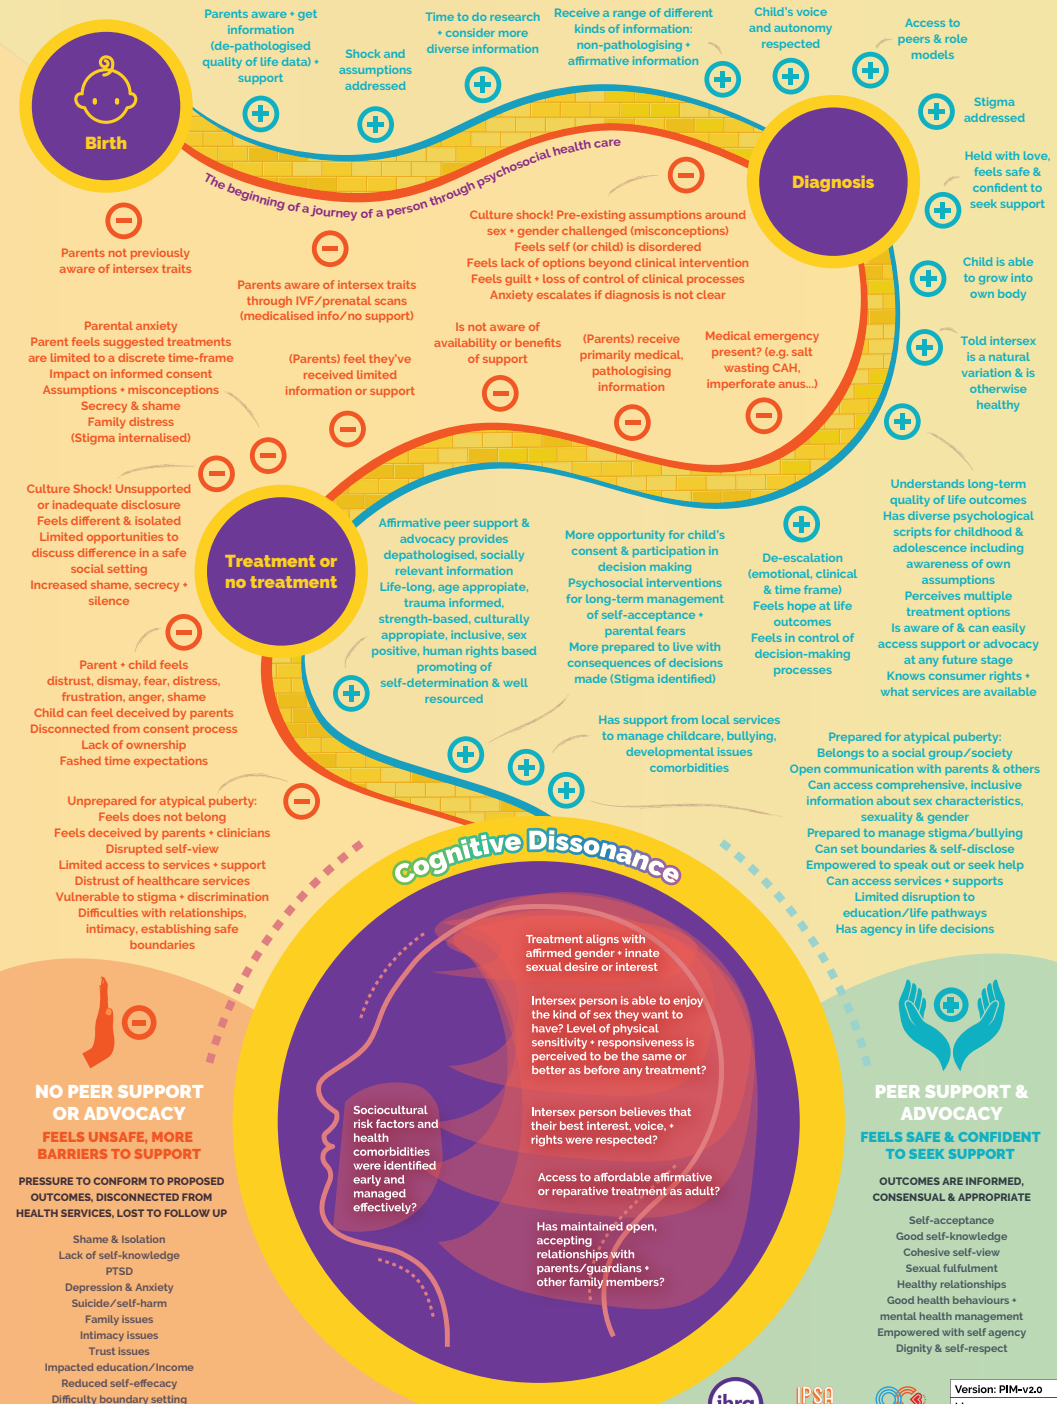 Parents aware + get
information
(de-pathologised
quality of life data) +
support
Shock and
assumptions
addressed
Time to do research
+ consider more
diverse information
Receive a range of different
kinds of information:
non-pathologising +
affirmative information
Child's voice
and autonomy
respected
Access to
peers & role
models
Stigma
addressed
Held with love,
feels safe &
confident to
seek support
Child is able
to grow into
own body
Told intersex
is a natural
variation & is
otherwise
healthy
Birth
The beginning of a journey of a person through psychosocial health care
Diagnosis
Parents not previously
aware of intersex traits
Parents aware of intersex traits
through IVF/prenatal scans
(medicalised info/no support)
Culture shock! Pre-existing assumptions around
sex + gender challenged (misconceptions)
Feels self (or child) is disordered
Feels lack of options beyond clinical intervention
Feels guilt + loss of control of clinical processes
Anxiety escalates if diagnosis is not clear
Parental anxiety
Parent feels suggested treatments
are limited to a discrete time-frame
Impact on informed consent
Assumptions + misconceptions
Secrecy & shame
Family distress
(Stigma internalised)
(Parents) feel they've
received limited
information or support
Is not aware of
availability or benefits
of support
(Parents) receive
primarily medical,
pathologising
information
Medical emergency
present? (e.g. salt
wasting CAH,
imperforate anus...)
Culture Shock! Unsupported
or inadequate disclosure
Feels different & isolated
Limited opportunities to
discuss difference in a safe
social setting
Increased shame, secrecy +
silence
Treatment or
no treatment
Affirmative peer support &
advocacy provides
depathologised, socially
relevant information
Life-long, age appropiate,
trauma informed,
strength-based, culturally
appropiate, inclusive, sex
positive, human rights based
promoting of
self-determination & well
resourced
More opportunity for child's
consent & participation in
decision making
Psychosocial interventions
for long-term management
of self-acceptance +
parental fears
More prepared to live with
consequences of decisions
made (Stigma identified)
De-escalation
(emotional, clinical
& time frame)
Feels hope at life
outcomes
Feels in control of
decision-making
processes
Understands long-term
quality of life outcomes
Has diverse psychological
scripts for childhood &
adolescence including
awareness of own
assumptions
Perceives multiple
treatment options
Is aware of & can easily
access support or advocacy
at any future stage
Knows consumer rights +
what services are available
Parent + child feels
distrust, dismay, fear, distress,
frustration, anger, shame
Child can feel deceived by parents
Disconnected from consent process
Lack of ownership
Fashed time expectations
Has support from local services
to manage childcare, bullying,
developmental issues
comorbidities
Unprepared for atypical puberty:
Feels does not belong
Feels deceived by parents + clinicians
Disrupted self-view
Limited access to services + support
Distrust of healthcare services
Vulnerable to stigma + discrimination
Difficulties with relationships,
intimacy, establishing safe
boundaries
Prepared for atypical puberty:
Belongs to a social group/society
Open communication with parents & others
Can access comprehensive, inclusive
information about sex characteristics,
sexuality & gender
Prepared to manage stigma/bullying
Can set boundaries & self-disclose
Empowered to speak out or seek help
Can access services + supports
Limited disruption to
education/life pathways
Has agency in life decisions
Cognitive Dissonance
Treatment aligns with
affirmed gender + innate
sexual desire or interest
Intersex person is able to enjoy
the kind of sex they want to
have? Level of physical
sensitivity + responsiveness is
perceived to be the same or
better as before any treatment?
Intersex person believes that
their best interest, voice, +
rights were respected?
Access to affordable affirmative
or reparative treatment as adult?
Has maintained open,
accepting
relationships with
parents/guardians +
other family members?
Sociocultural
risk factors and
health
comorbidities
were identified
early and
managed
effectively?
NO PEER SUPPORT
OR ADVOCACY
FEELS UNSAFE, MORE
BARRIERS TO SUPPORT
PRESSURE TO CONFORM TO PROPOSED
OUTCOMES, DISCONNECTED FROM
HEALTH SERVICES, LOST TO FOLLOW UP
Shame & Isolation
Lack of self-knowledge
PTSD
Depression & Anxiety
Suicide/self-harm
Family issues
Intimacy issues
Trust issues
Impacted education/Income
Reduced self-effecacy
Difficulty boundary setting
PEER SUPPORT &
ADVOCACY
FEELS SAFE & CONFIDENT
TO SEEK SUPPORT
OUTCOMES ARE INFORMED,
CONSENSUAL & APPROPRIATE
Self-acceptance
Good self-knowledge
Cohesive self-view
Sexual fulfulment
Healthy relationships
Good health behaviours +
mental health management
Empowered with self agency
Dignity & self-respect
ihra
IPSA
Version: PIM-v2.0